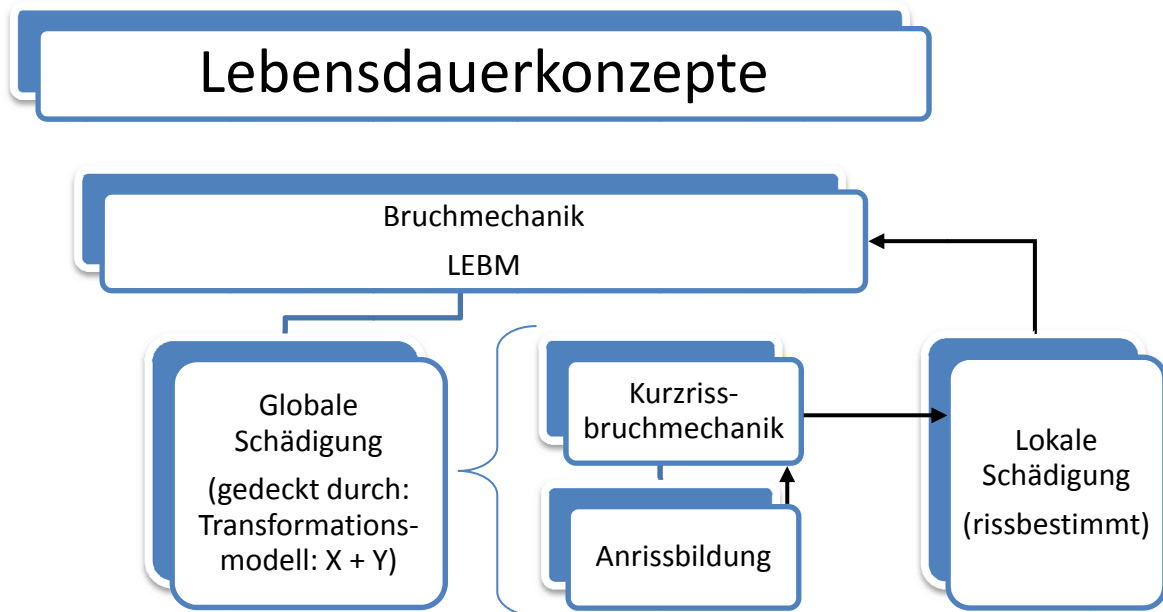 Lebensdauerkonzepte
Bruchmechanik
LEBM
Globale
Schädigung
(gedeckt durch:
Transformations-
modell: X + Y)
Kurzriss-
bruchmechanik
Anrissbildung
Lokale
Schädigung
(rissbestimmt)